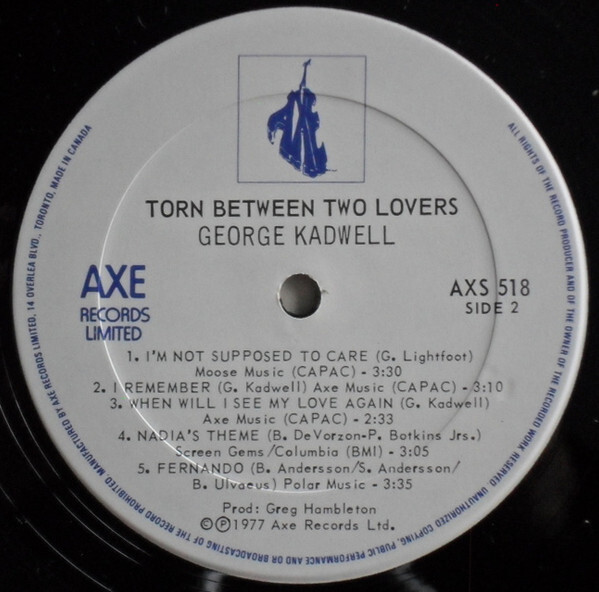 TORN BETWEEN TWO LOVERS
GEORGE KADWELL
AXE
RECORDS
LIMITED
AXS 518
SIDE 2
1. I'M NOT SUPPOSED TO CARE (G. Lightfoot)
Moose Music (CAPAC) - 3:30
2. I REMEMBER (G. Kadwell) Axe Music (CAPAC) - 3:10
3. WHEN WILL I SEE MY LOVE AGAIN (G. Kadwell)
Axe Music (CAPAC) - 2:33
4. NADIA'S THEME (B. DeVorzon-P. Botkins Jrs.)
Screen Gems/Columbia (BMI) - 3:05
5. FERNANDO (B. Andersson/S. Andersson/
B. Ulvaeus) Polar Music - 3:35
Prod: Greg Hambleton
©℗1977 Axe Records Ltd.
MANUFACTURED BY AXE RECORDS LIMITED, 14 OVERLEA BLVD., TORONTO, MADE IN CANADA
ALL RIGHTS OF THE RECORD PRODUCER AND OF THE OWNER OF THE RECORDED WORK RESERVED. UNAUTHORIZED COPYING, PUBLIC PERFORMANCE AND OR BROADCASTING OF THE RECORD PROHIBITED